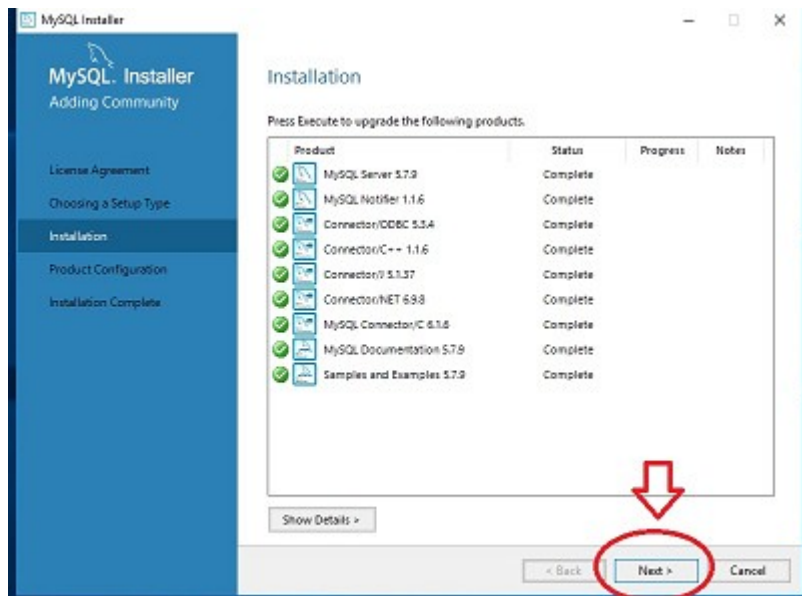 MySQL Installer
MySQL. Installer
Adding Community
License Agreement
Choosing a Setup Type
Installation
Product Configuration
Installation Complete
Installation
Press Execute to upgrade the following products.
Product Status Progress Notes
MySQL Server 5.7.9 Complete
MySQL Notifier 1.1.6 Complete
Connector/ODBC 5.3.4 Complete
Connector/C++ 1.1.6 Complete
Connector/J 5.1.37 Complete
Connector/NET 6.9.8 Complete
MySQL Connector/C 6.1.6 Complete
MySQL Documentation 5.7.9 Complete
Samples and Examples 5.7.9 Complete
Show Details >
< Back Next > Cancel